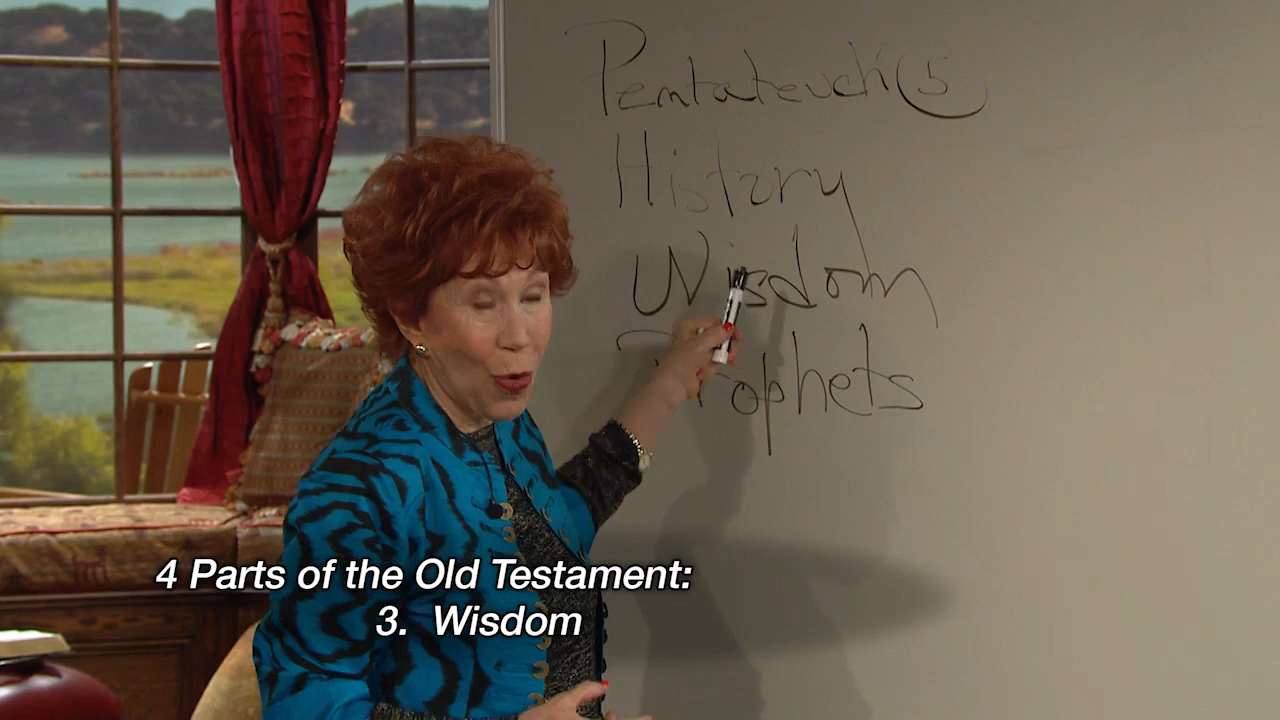 Pentateuch (5)
History
Wisdom
Prophets
4 Parts of the Old Testament:
3. Wisdom